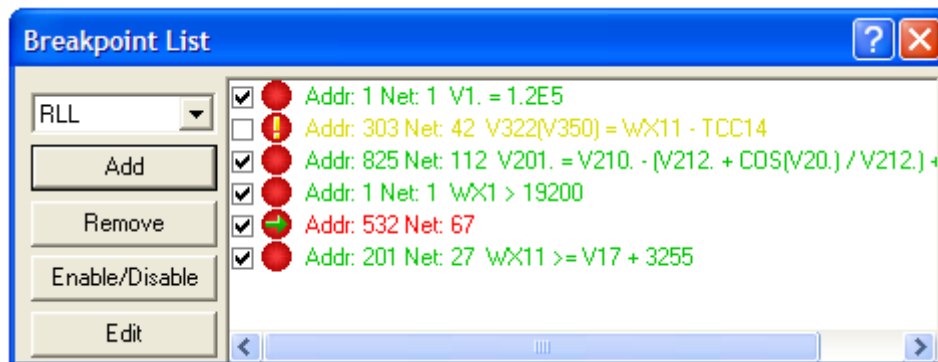 Breakpoint List
RLL
Add
Remove
Enable/Disable
Edit
Addr: 1 Net: 1 V1. = 1.2E5
Addr: 303 Net: 42 V322(V350) = WX11 - TCC14
Addr: 825 Net: 112 V201. = V210. - (V212. + COS(V20.) / V212.) +
Addr: 1 Net: 1 WX1 > 19200
Addr: 532 Net: 67
Addr: 201 Net: 27 WX11 >= V17 + 3255